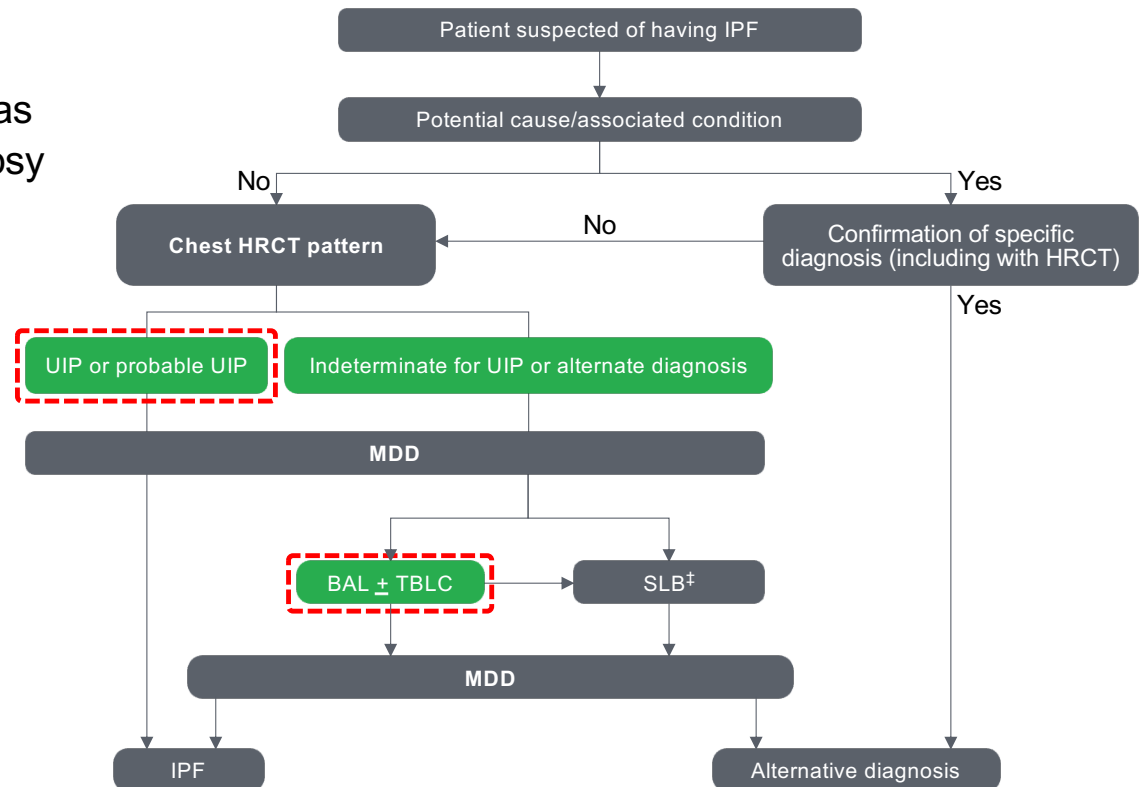 Patient suspected of having IPF
as
Potential cause/associated condition
No
Yes
Chest HRCT pattern
No
Confirmation of specific
diagnosis (including with HRCT)
Yes
UIP or probable UIP
Indeterminate for UIP or alternate diagnosis
MDD
BAL ± TBLC
SLB‡
MDD
IPF
Alternative diagnosis